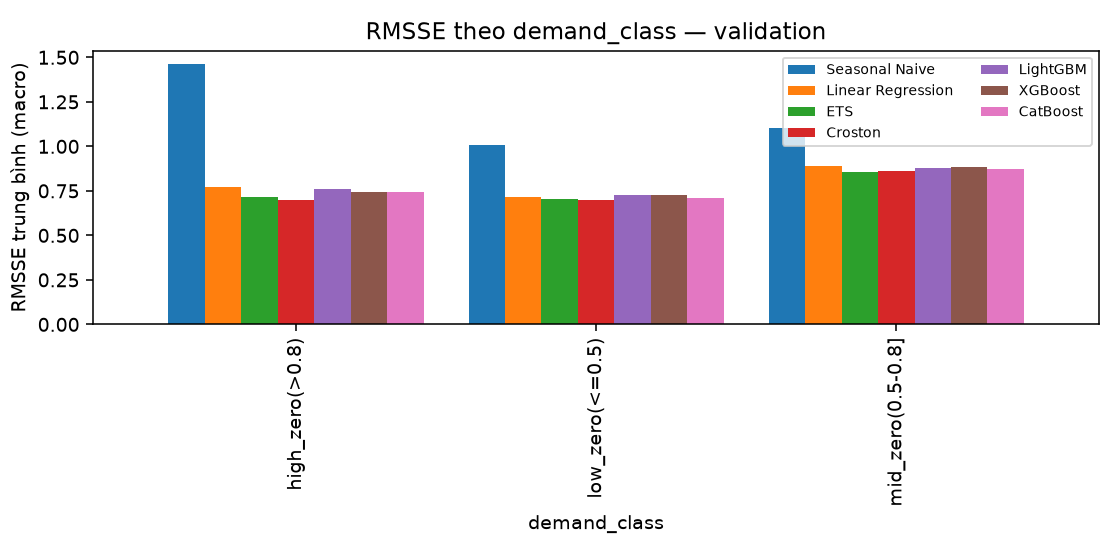 RMSSE theo demand_class — validation
RMSSE trung bình (macro)
1.50
1.25
1.00
0.75
0.50
0.25
0.00
Seasonal Naive
Linear Regression
ETS
Croston
LightGBM
XGBoost
CatBoost
high_zero(>0.8)
low_zero(<=0.5)
mid_zero(0.5-0.8]
demand_class